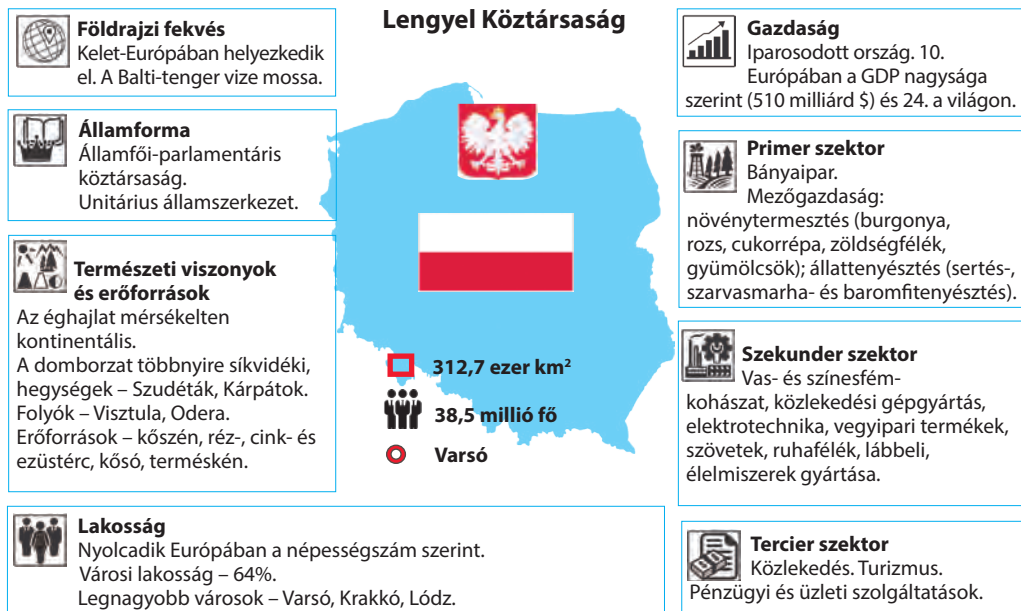 Lengyel Köztársaság
Földrajzi fekvés
Kelet-Európában helyezkedik
el. A Balti-tenger vize mossa.
Államforma
Államfői-parlamentáris
köztársaság.
Unitárius államszerkezet.
Természeti viszonyok
és erőforrások
Az éghajlat mérsékelten
kontinentális.
A domborzat többnyire síkvidéki,
hegységek – Szudéták, Kárpátok.
Folyók – Visztula, Odera.
Erőforrások – kőszén, réz-, cink- és
ezüstérc, kősó, terméskén.
312,7 ezer km²
38,5 millió fő
Varsó
Lakosság
Nyolcadik Európában a népességszám szerint.
Városi lakosság – 64%.
Legnagyobb városok – Varsó, Krakkó, Lódz.
Gazdaság
Iparosodott ország. 10.
Európában a GDP nagysága
szerint (510 milliárd $) és 24. a világon.
Primer szektor
Bányaipar.
Mezőgazdaság:
növénytermesztés (burgonya,
rozs, cukorrépa, zöldségfélék,
gyümölcsök); állattenyésztés (sertés-,
szarvasmarha- és baromfitenyésztés).
Szekunder szektor
Vas- és színesfém-
kohászat, közlekedési gépgyártás,
elektrotechnika, vegyipari termékek,
szövetek, ruhafélék, lábbeli,
élelmiszerek gyártása.
Tercier szektor
Közlekedés. Turizmus.
Pénzügyi és üzleti szolgáltatások.